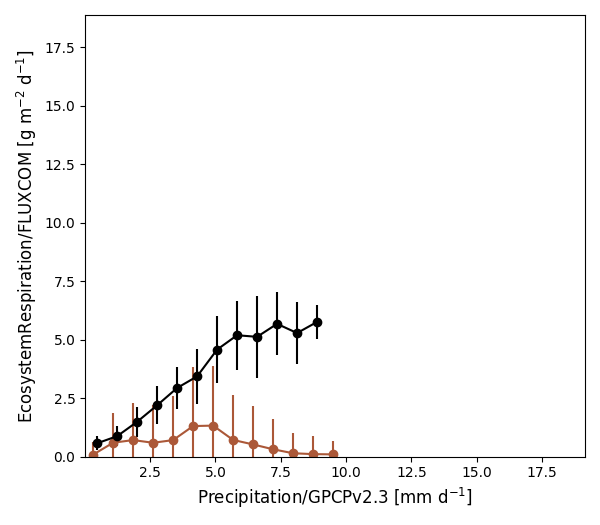 17.5
15.0
12.5
10.0
7.5
5.0
2.5
0.0
EcosystemRespiration/FLUXCOM [g m⁻² d⁻¹]
2.5 5.0 7.5 10.0 12.5 15.0 17.5
Precipitation/GPCPv2.3 [mm d⁻¹]